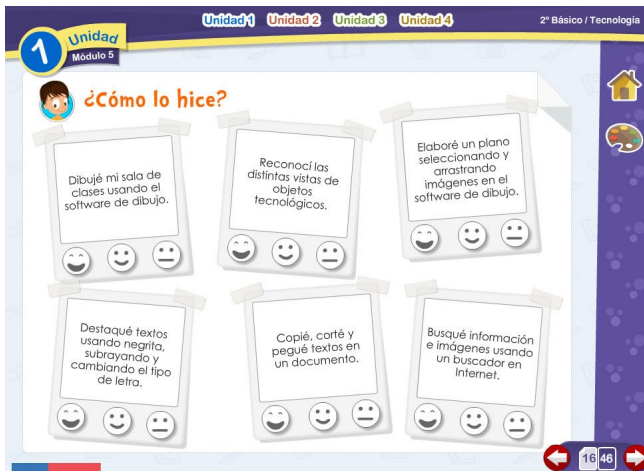 Unidad 1 Unidad 2 Unidad 3 Unidad 4
2° Básico / Tecnología
1
Unidad
Módulo 5
¿Cómo lo hice?
Dibujé mi sala de
clases usando el
software de dibujo.
Reconocí las
distintas vistas de
objetos
tecnológicos.
Elaboré un plano
seleccionando y
arrastrando
imágenes en el
software de dibujo.
Destaqué textos
usando negrita,
subrayando y
cambiando el tipo
de letra.
Copié, corté y
pegué textos en
un documento.
Busqué información
e imágenes usando
un buscador en
Internet.
16 46